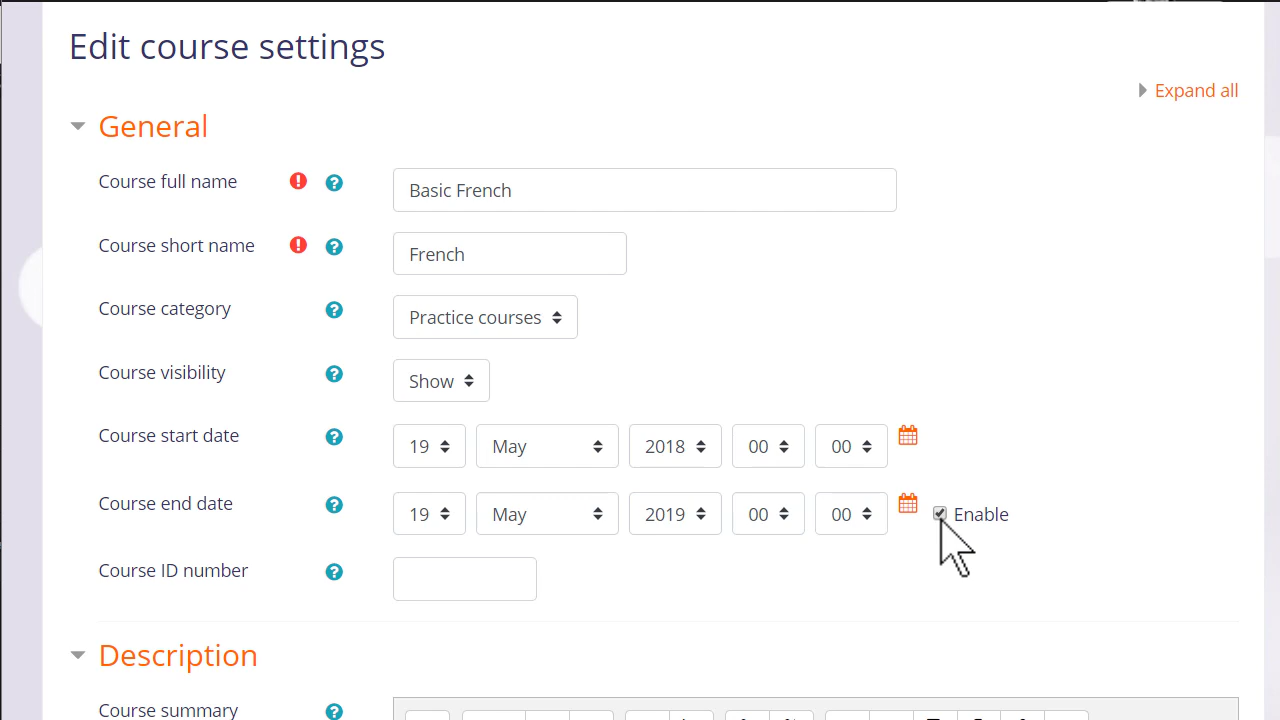 Edit course settings
Expand all
General
Course full name ! ? Basic French
Course short name ! ? French
Course category ? Practice courses
Course visibility ? Show
Course start date ? 19 May 2018 00 00
Course end date ? 19 May 2019 00 00 Enable
Course ID number ?
Description
Course summary ?